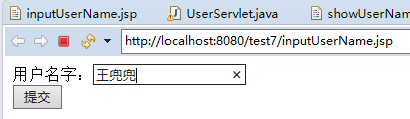 inputUserName.jsp UserServlet.java showUserNam
http://localhost:8080/test7/inputUserName.jsp
用户名字：王兜兜
提交